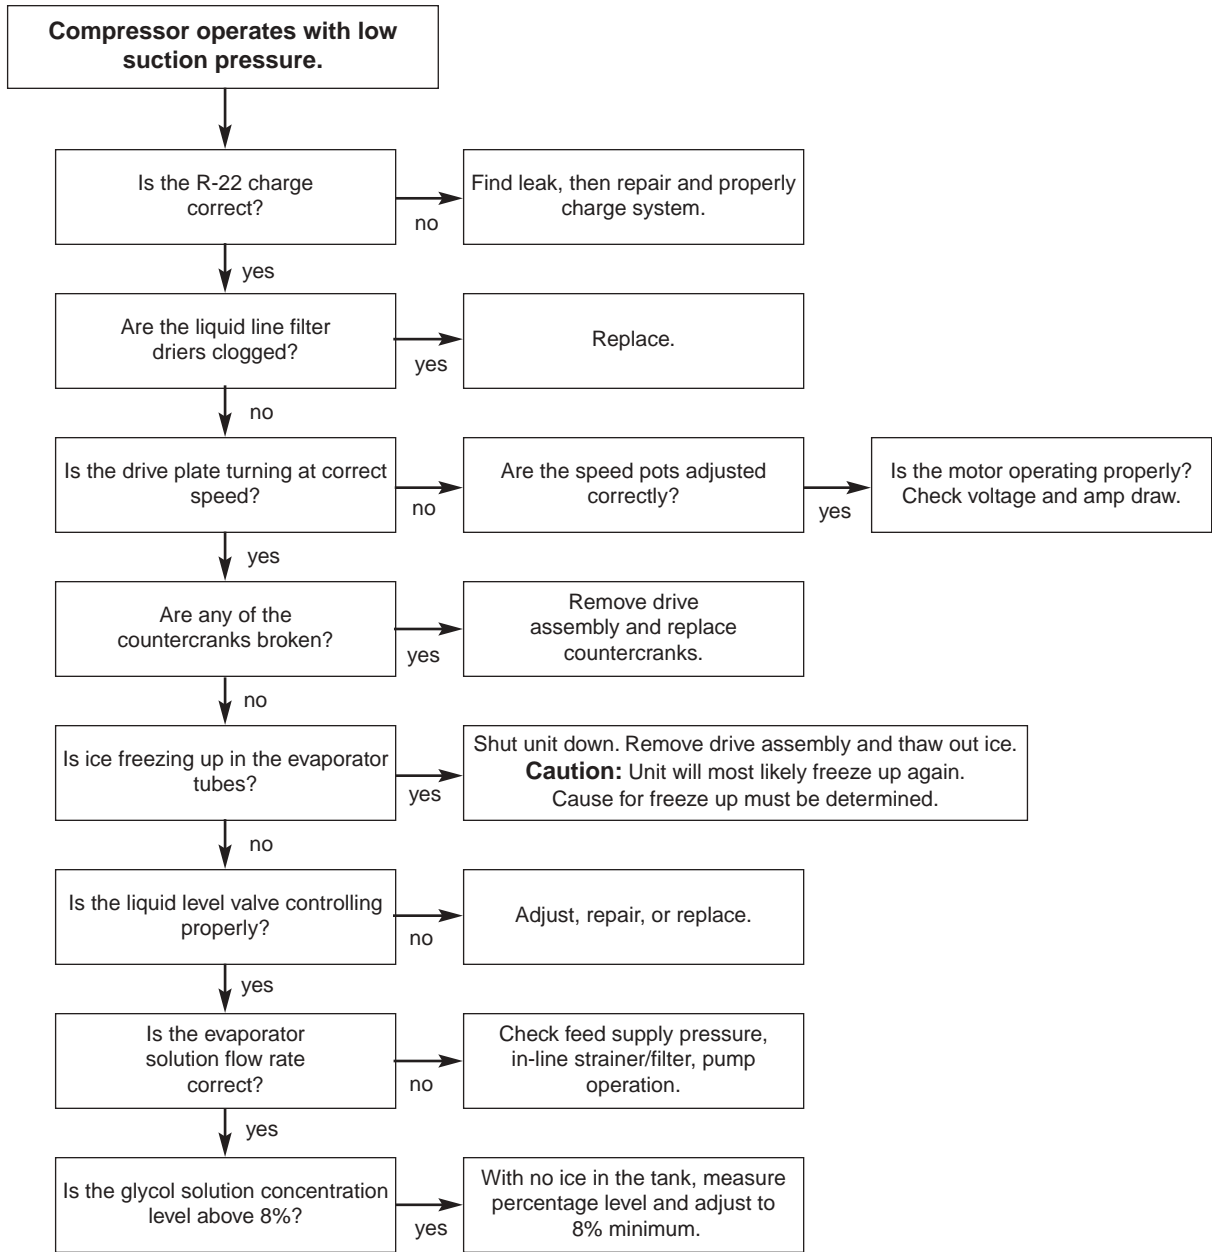 Compressor operates with low
suction pressure.
Is the R-22 charge
correct?
no
Find leak, then repair and properly
charge system.
yes
Are the liquid line filter
driers clogged?
yes
Replace.
no
Is the drive plate turning at correct
speed?
no
Are the speed pots adjusted
correctly?
yes
Is the motor operating properly?
Check voltage and amp draw.
yes
Are any of the
countercranks broken?
yes
Remove drive
assembly and replace
countercranks.
no
Is ice freezing up in the evaporator
tubes?
yes
Shut unit down. Remove drive assembly and thaw out ice.
Caution: Unit will most likely freeze up again.
Cause for freeze up must be determined.
no
Is the liquid level valve controlling
properly?
no
Adjust, repair, or replace.
yes
Is the evaporator
solution flow rate
correct?
no
Check feed supply pressure,
in-line strainer/filter, pump
operation.
yes
Is the glycol solution concentration
level above 8%?
yes
With no ice in the tank, measure
percentage level and adjust to
8% minimum.